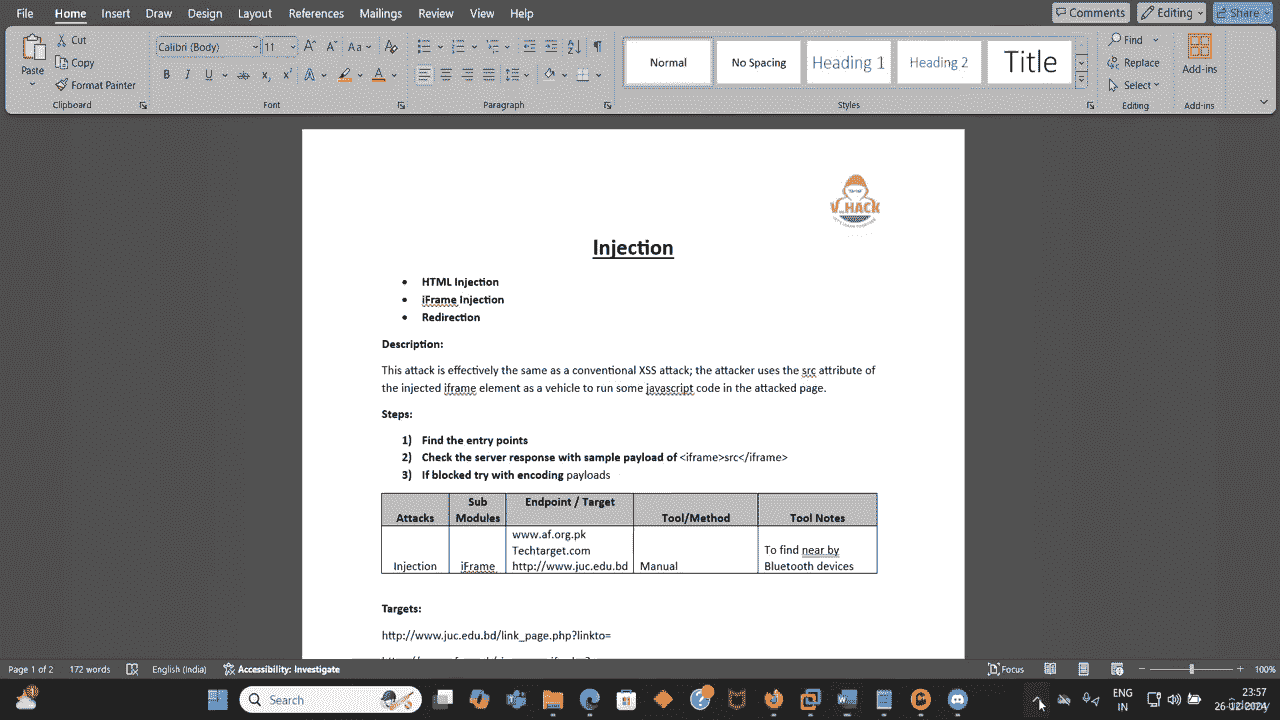 File Home Insert Draw Design Layout References Mailings Review View Help Comments Editing Share
Paste Cut Copy Format Painter Clipboard
Calibri (Body) 11 Font
Paragraph
Normal No Spacing Heading 1 Heading 2 Title Styles
Find Replace Select Editing
Add-ins Add-ins
V HACK
Injection
• HTML Injection
• iFrame Injection
• Redirection
Description:
This attack is effectively the same as a conventional XSS attack; the attacker uses the src attribute of
the injected iframe element as a vehicle to run some javascript code in the attacked page.
Steps:
1) Find the entry points
2) Check the server response with sample payload of <iframe>src</iframe>
3) If blocked try with encoding payloads
Attacks Sub Modules Endpoint / Target Tool/Method Tool Notes
Injection iFrame www.af.org.pk Techtarget.com http://www.juc.edu.bd Manual To find near by Bluetooth devices
Targets:
http://www.juc.edu.bd/link_page.php?linkto=
Page 1 of 2 172 words English (India) Accessibility: Investigate Focus 100%
Search ENG IN 23:57 26-02-2024